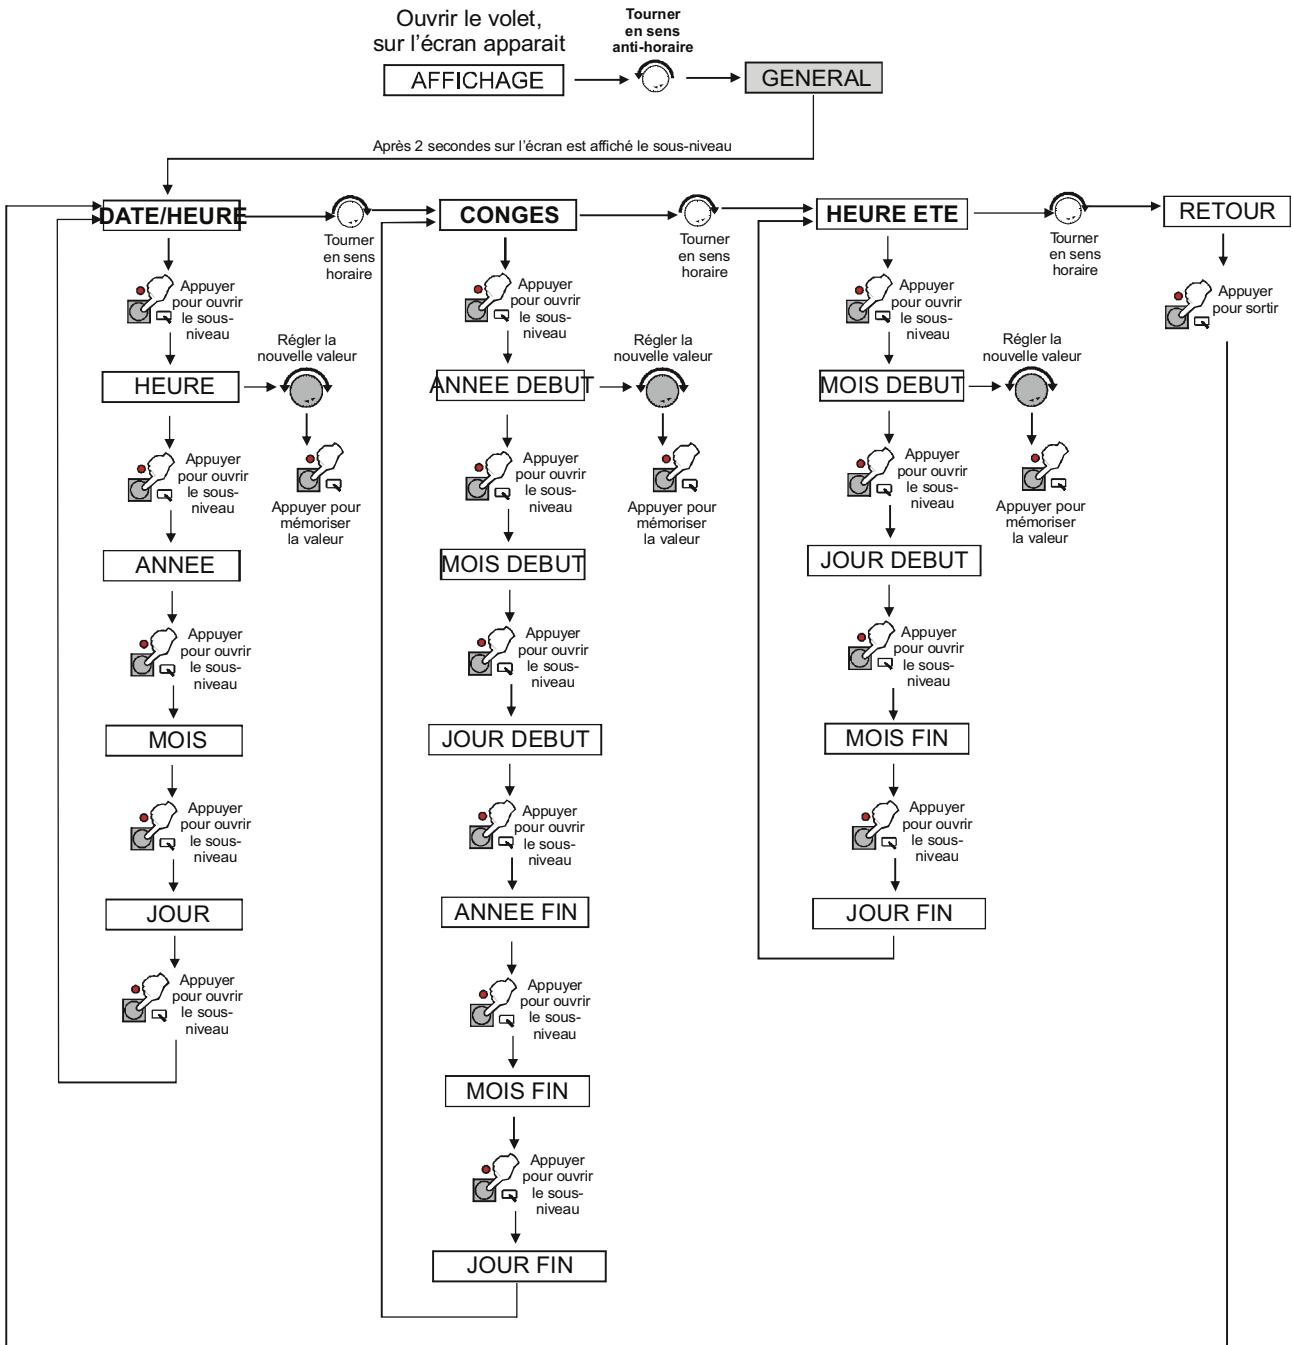 Ouvrir le volet,
sur l'écran apparait
Tourner
en sens
anti-horaire
AFFICHAGE
GENERAL
Après 2 secondes sur l'écran est affiché le sous-niveau
DATE/HEURE
Tourner
en sens
horaire
CONGES
Tourner
en sens
horaire
HEURE ETE
Tourner
en sens
horaire
RETOUR
Appuyer
pour ouvrir
le sous-
niveau
Appuyer
pour ouvrir
le sous-
niveau
Appuyer
pour ouvrir
le sous-
niveau
Appuyer
pour sortir
Régler la
nouvelle valeur
Régler la
nouvelle valeur
Régler la
nouvelle valeur
HEURE
ANNEE DEBUT
MOIS DEBUT
Appuyer
pour ouvrir
le sous-
niveau
Appuyer pour
mémoriser
la valeur
Appuyer
pour ouvrir
le sous-
niveau
Appuyer pour
mémoriser
la valeur
Appuyer
pour ouvrir
le sous-
niveau
Appuyer pour
mémoriser
la valeur
ANNEE
MOIS DEBUT
JOUR DEBUT
Appuyer
pour ouvrir
le sous-
niveau
Appuyer
pour ouvrir
le sous-
niveau
Appuyer
pour ouvrir
le sous-
niveau
MOIS
JOUR DEBUT
MOIS FIN
Appuyer
pour ouvrir
le sous-
niveau
Appuyer
pour ouvrir
le sous-
niveau
Appuyer
pour ouvrir
le sous-
niveau
JOUR
ANNEE FIN
JOUR FIN
Appuyer
pour ouvrir
le sous-
niveau
Appuyer
pour ouvrir
le sous-
niveau
MOIS FIN
Appuyer
pour ouvrir
le sous-
niveau
JOUR FIN